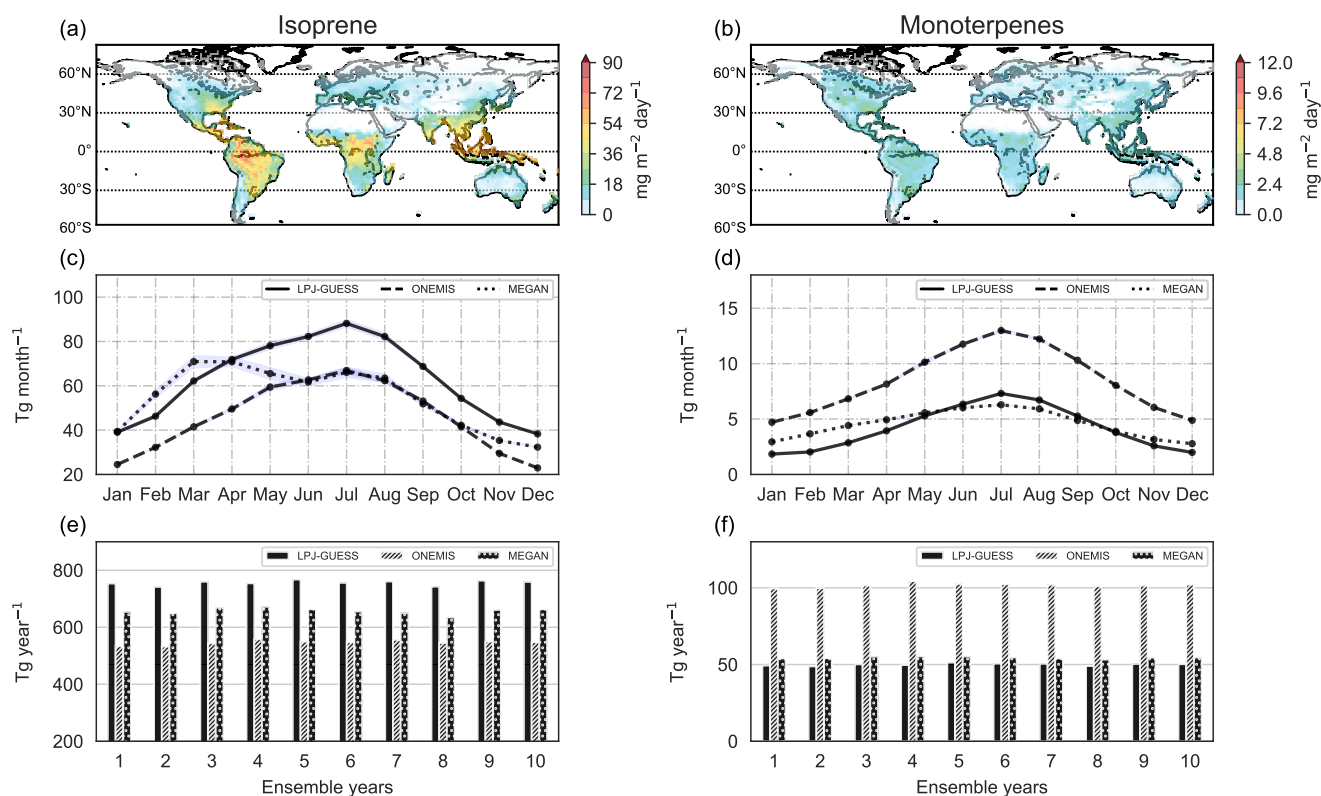 (a) Isoprene
60°N
30°N
0°
30°S
60°S
90
72
54
36
18
0
mg m−2 day−1
(b) Monoterpenes
60°N
30°N
0°
30°S
60°S
12.0
9.6
7.2
4.8
2.4
0.0
mg m−2 day−1
(c)
LPJ-GUESS ONEMIS MEGAN
100
80
60
40
20
Tg month−1
Jan Feb Mar Apr May Jun Jul Aug Sep Oct Nov Dec
(d)
LPJ-GUESS ONEMIS MEGAN
15
10
5
0
Tg month−1
Jan Feb Mar Apr May Jun Jul Aug Sep Oct Nov Dec
(e)
LPJ-GUESS ONEMIS MEGAN
800
600
400
200
Tg year−1
1 2 3 4 5 6 7 8 9 10
Ensemble years
(f)
LPJ-GUESS ONEMIS MEGAN
100
50
0
Tg year−1
1 2 3 4 5 6 7 8 9 10
Ensemble years